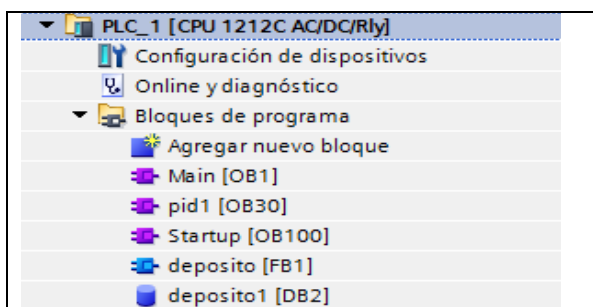 PLC_1 [CPU 1212C AC/DC/Rly]
Configuración de dispositivos
Online y diagnóstico
Bloques de programa
Agregar nuevo bloque
Main [OB1]
pid1 [OB30]
Startup [OB100]
deposito [FB1]
deposito1 [DB2]